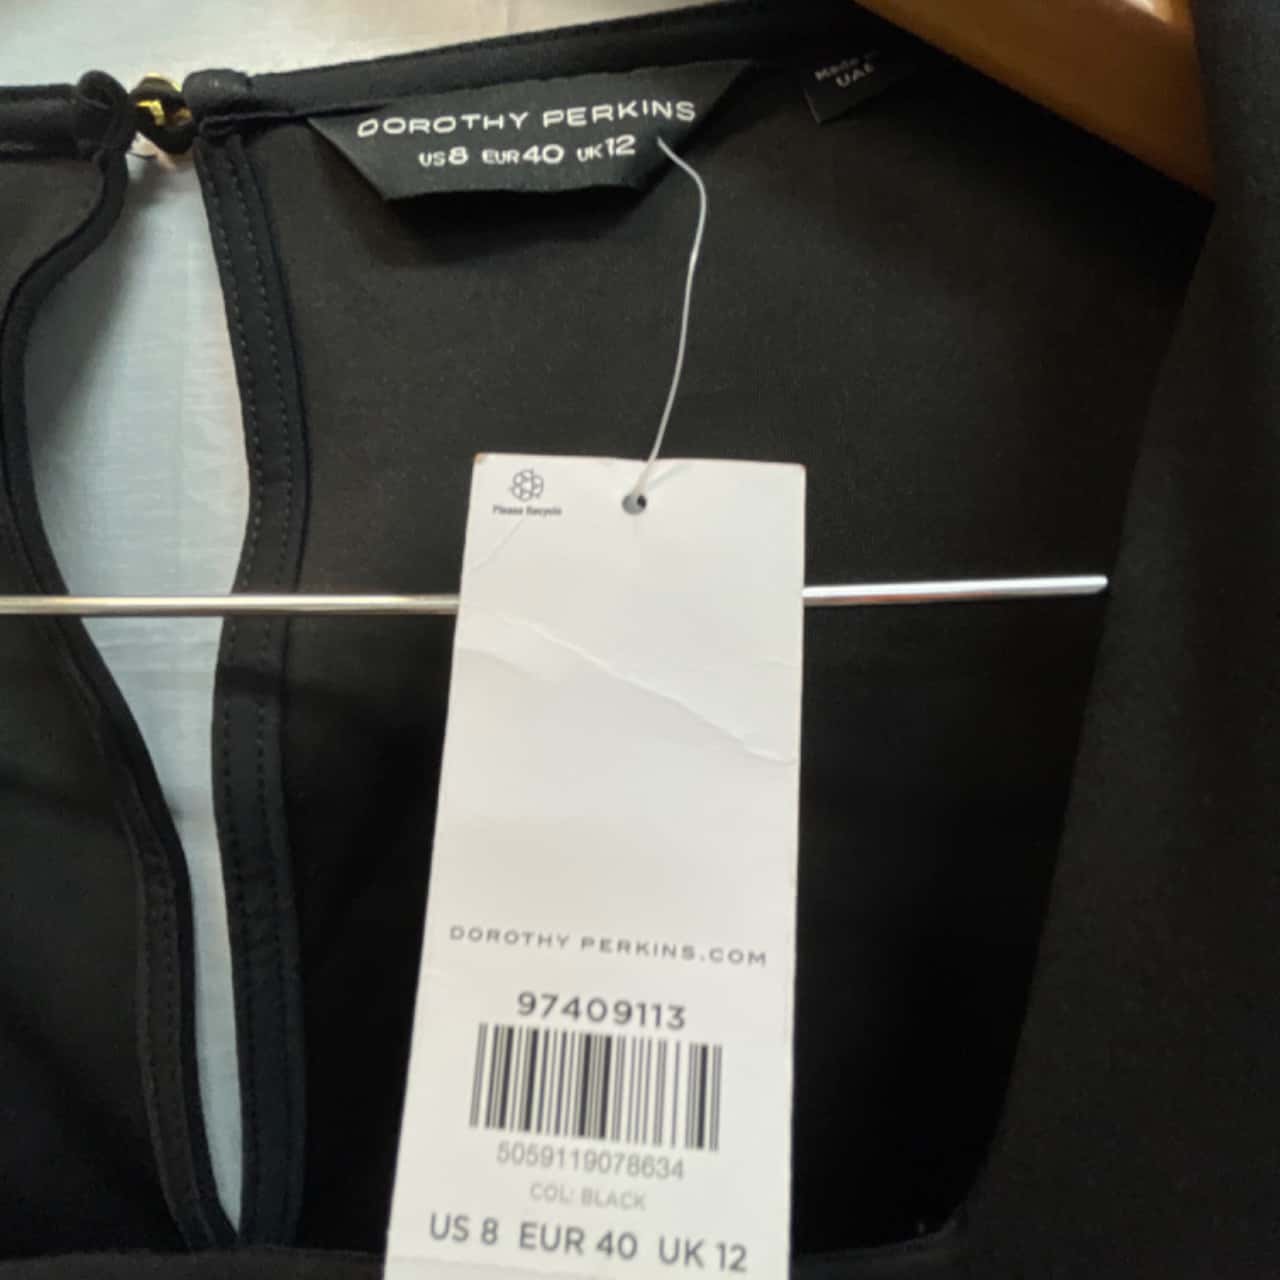 DOROTHY PERKINS
US 8 EUR 40 UK 12
Made
UAE
Please Recycle
DOROTHY PERKINS.COM
97409113
5059119078634
COL: BLACK
US 8 EUR 40 UK 12